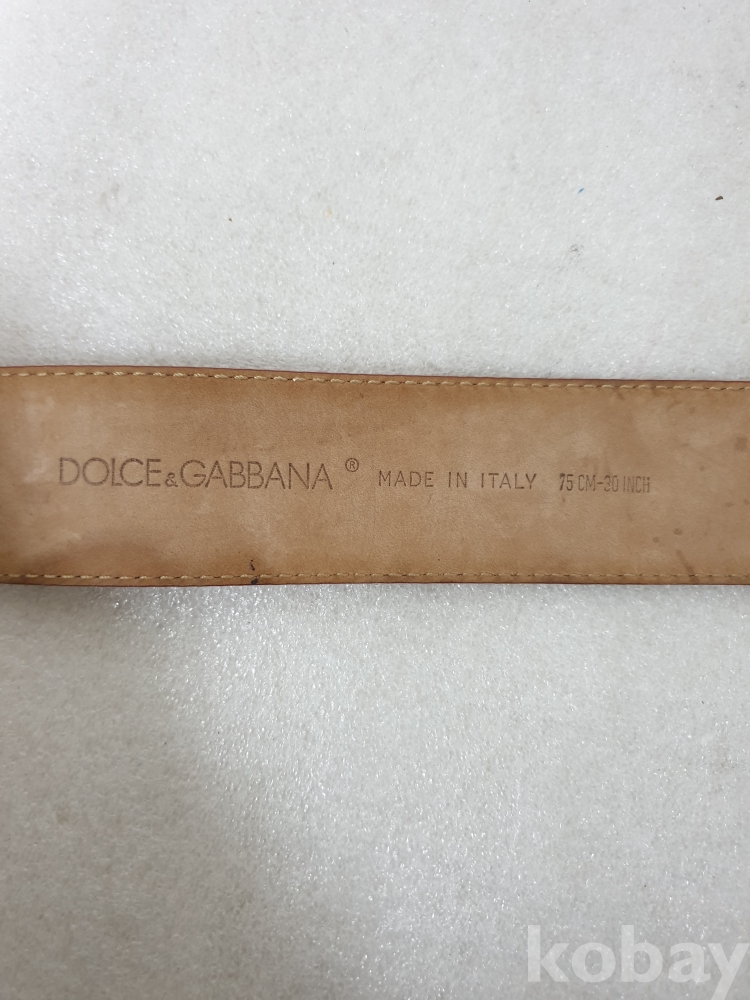 DOLCE&GABBANA ® MADE IN ITALY 75 CM-30 INCH
kobay